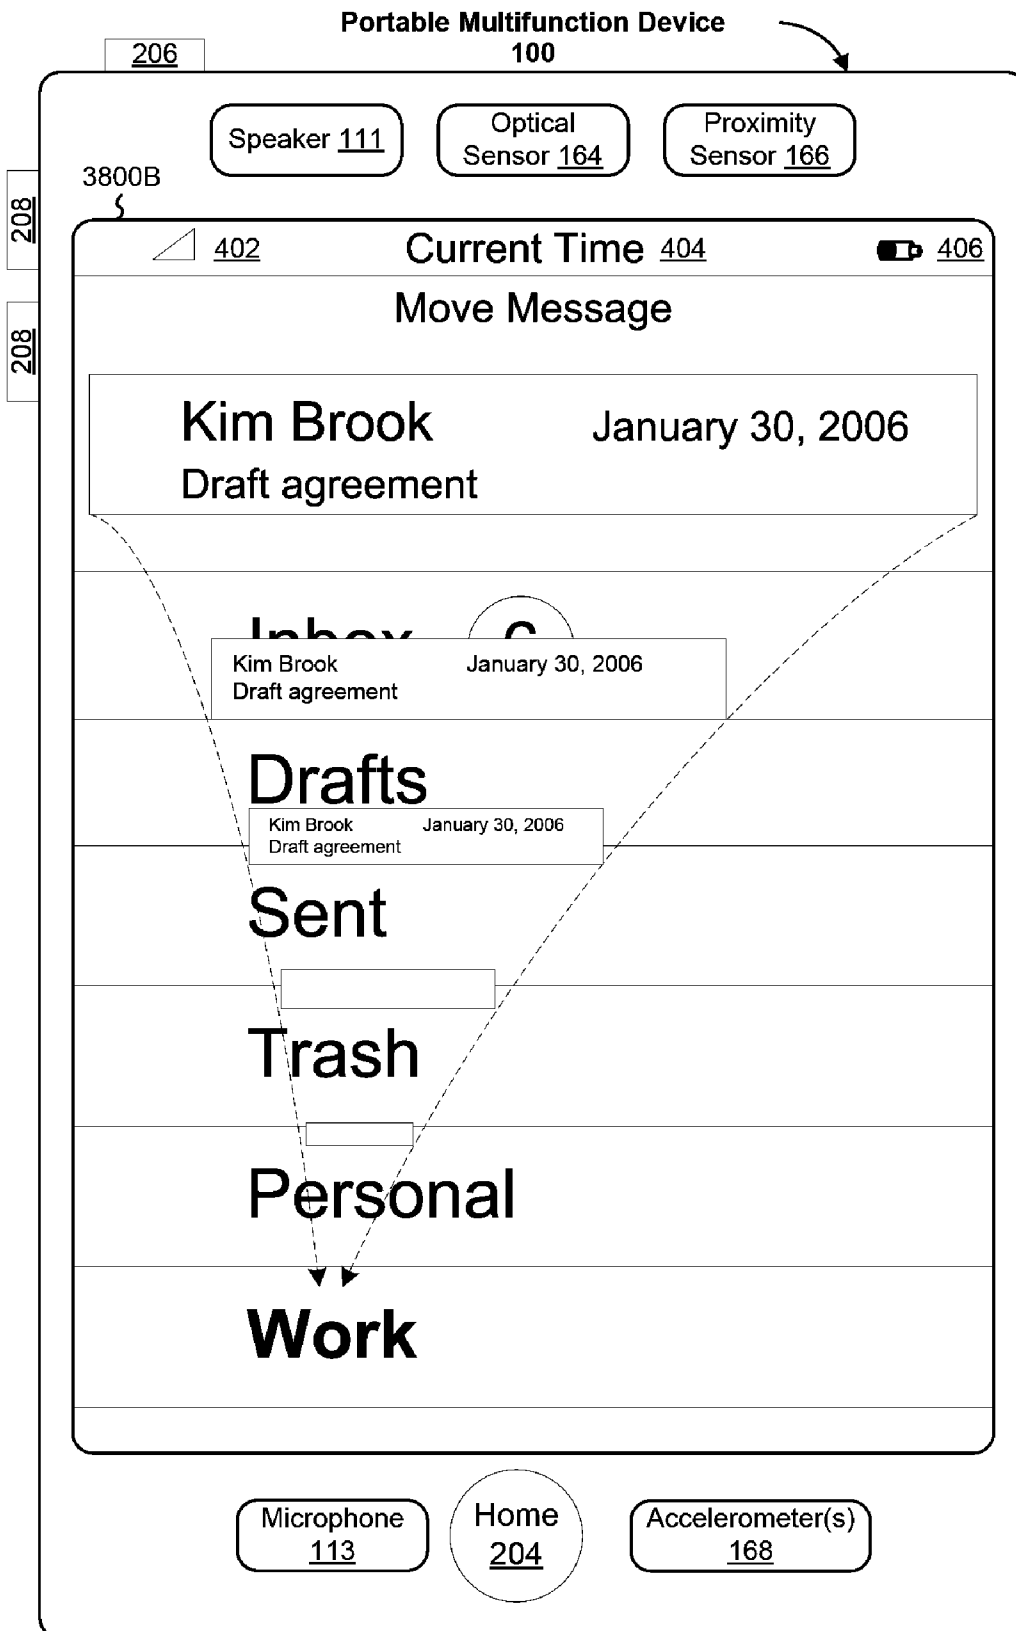 Portable Multifunction Device
100
206
Speaker 111
Optical
Sensor 164
Proximity
Sensor 166
3800B
208
208
402
Current Time 404
406
Move Message
Kim Brook
January 30, 2006
Draft agreement
Inbox
Kim Brook
January 30, 2006
Draft agreement
Drafts
Kim Brook
January 30, 2006
Draft agreement
Sent
Trash
Personal
Work
Microphone
113
Home
204
Accelerometer(s)
168